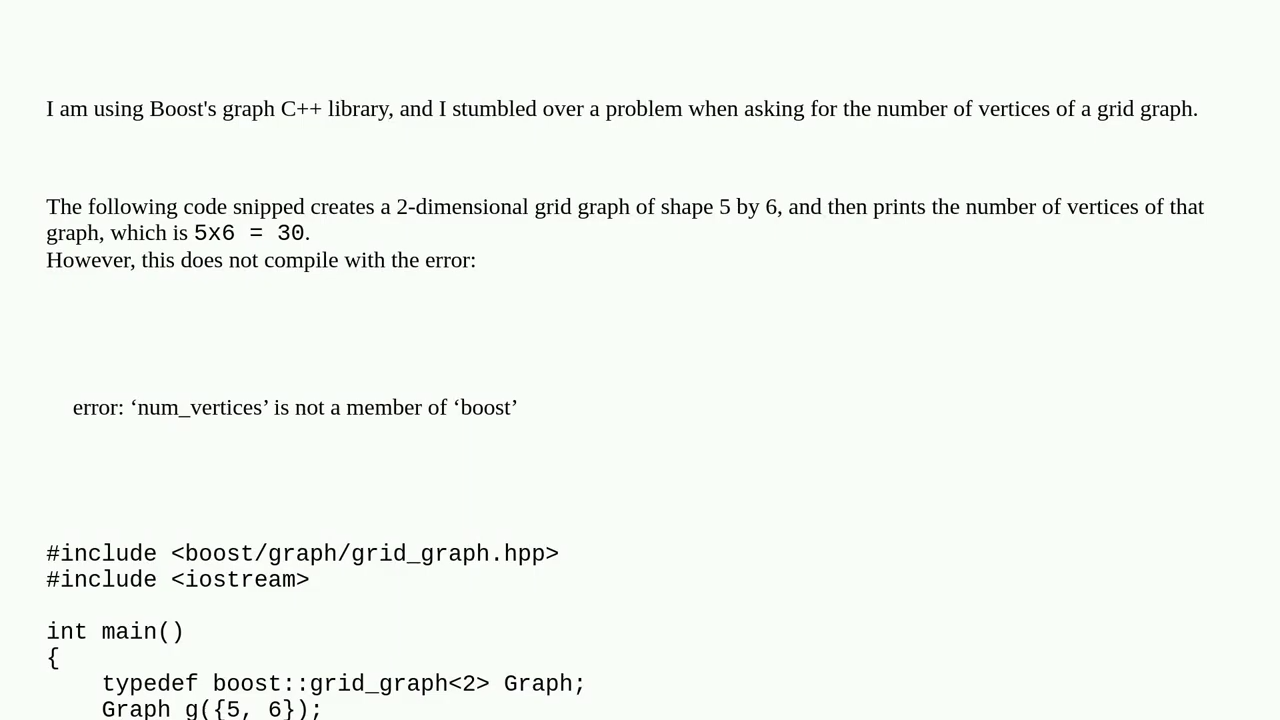 I am using Boost's graph C++ library, and I stumbled over a problem when asking for the number of vertices of a grid graph.
The following code snipped creates a 2-dimensional grid graph of shape 5 by 6, and then prints the number of vertices of that
graph, which is 5x6 = 30.
However, this does not compile with the error:
error: ‘num_vertices’ is not a member of ‘boost’
#include <boost/graph/grid_graph.hpp>
#include <iostream>
int main()
{
    typedef boost::grid_graph<2> Graph;
    Graph g({5, 6});